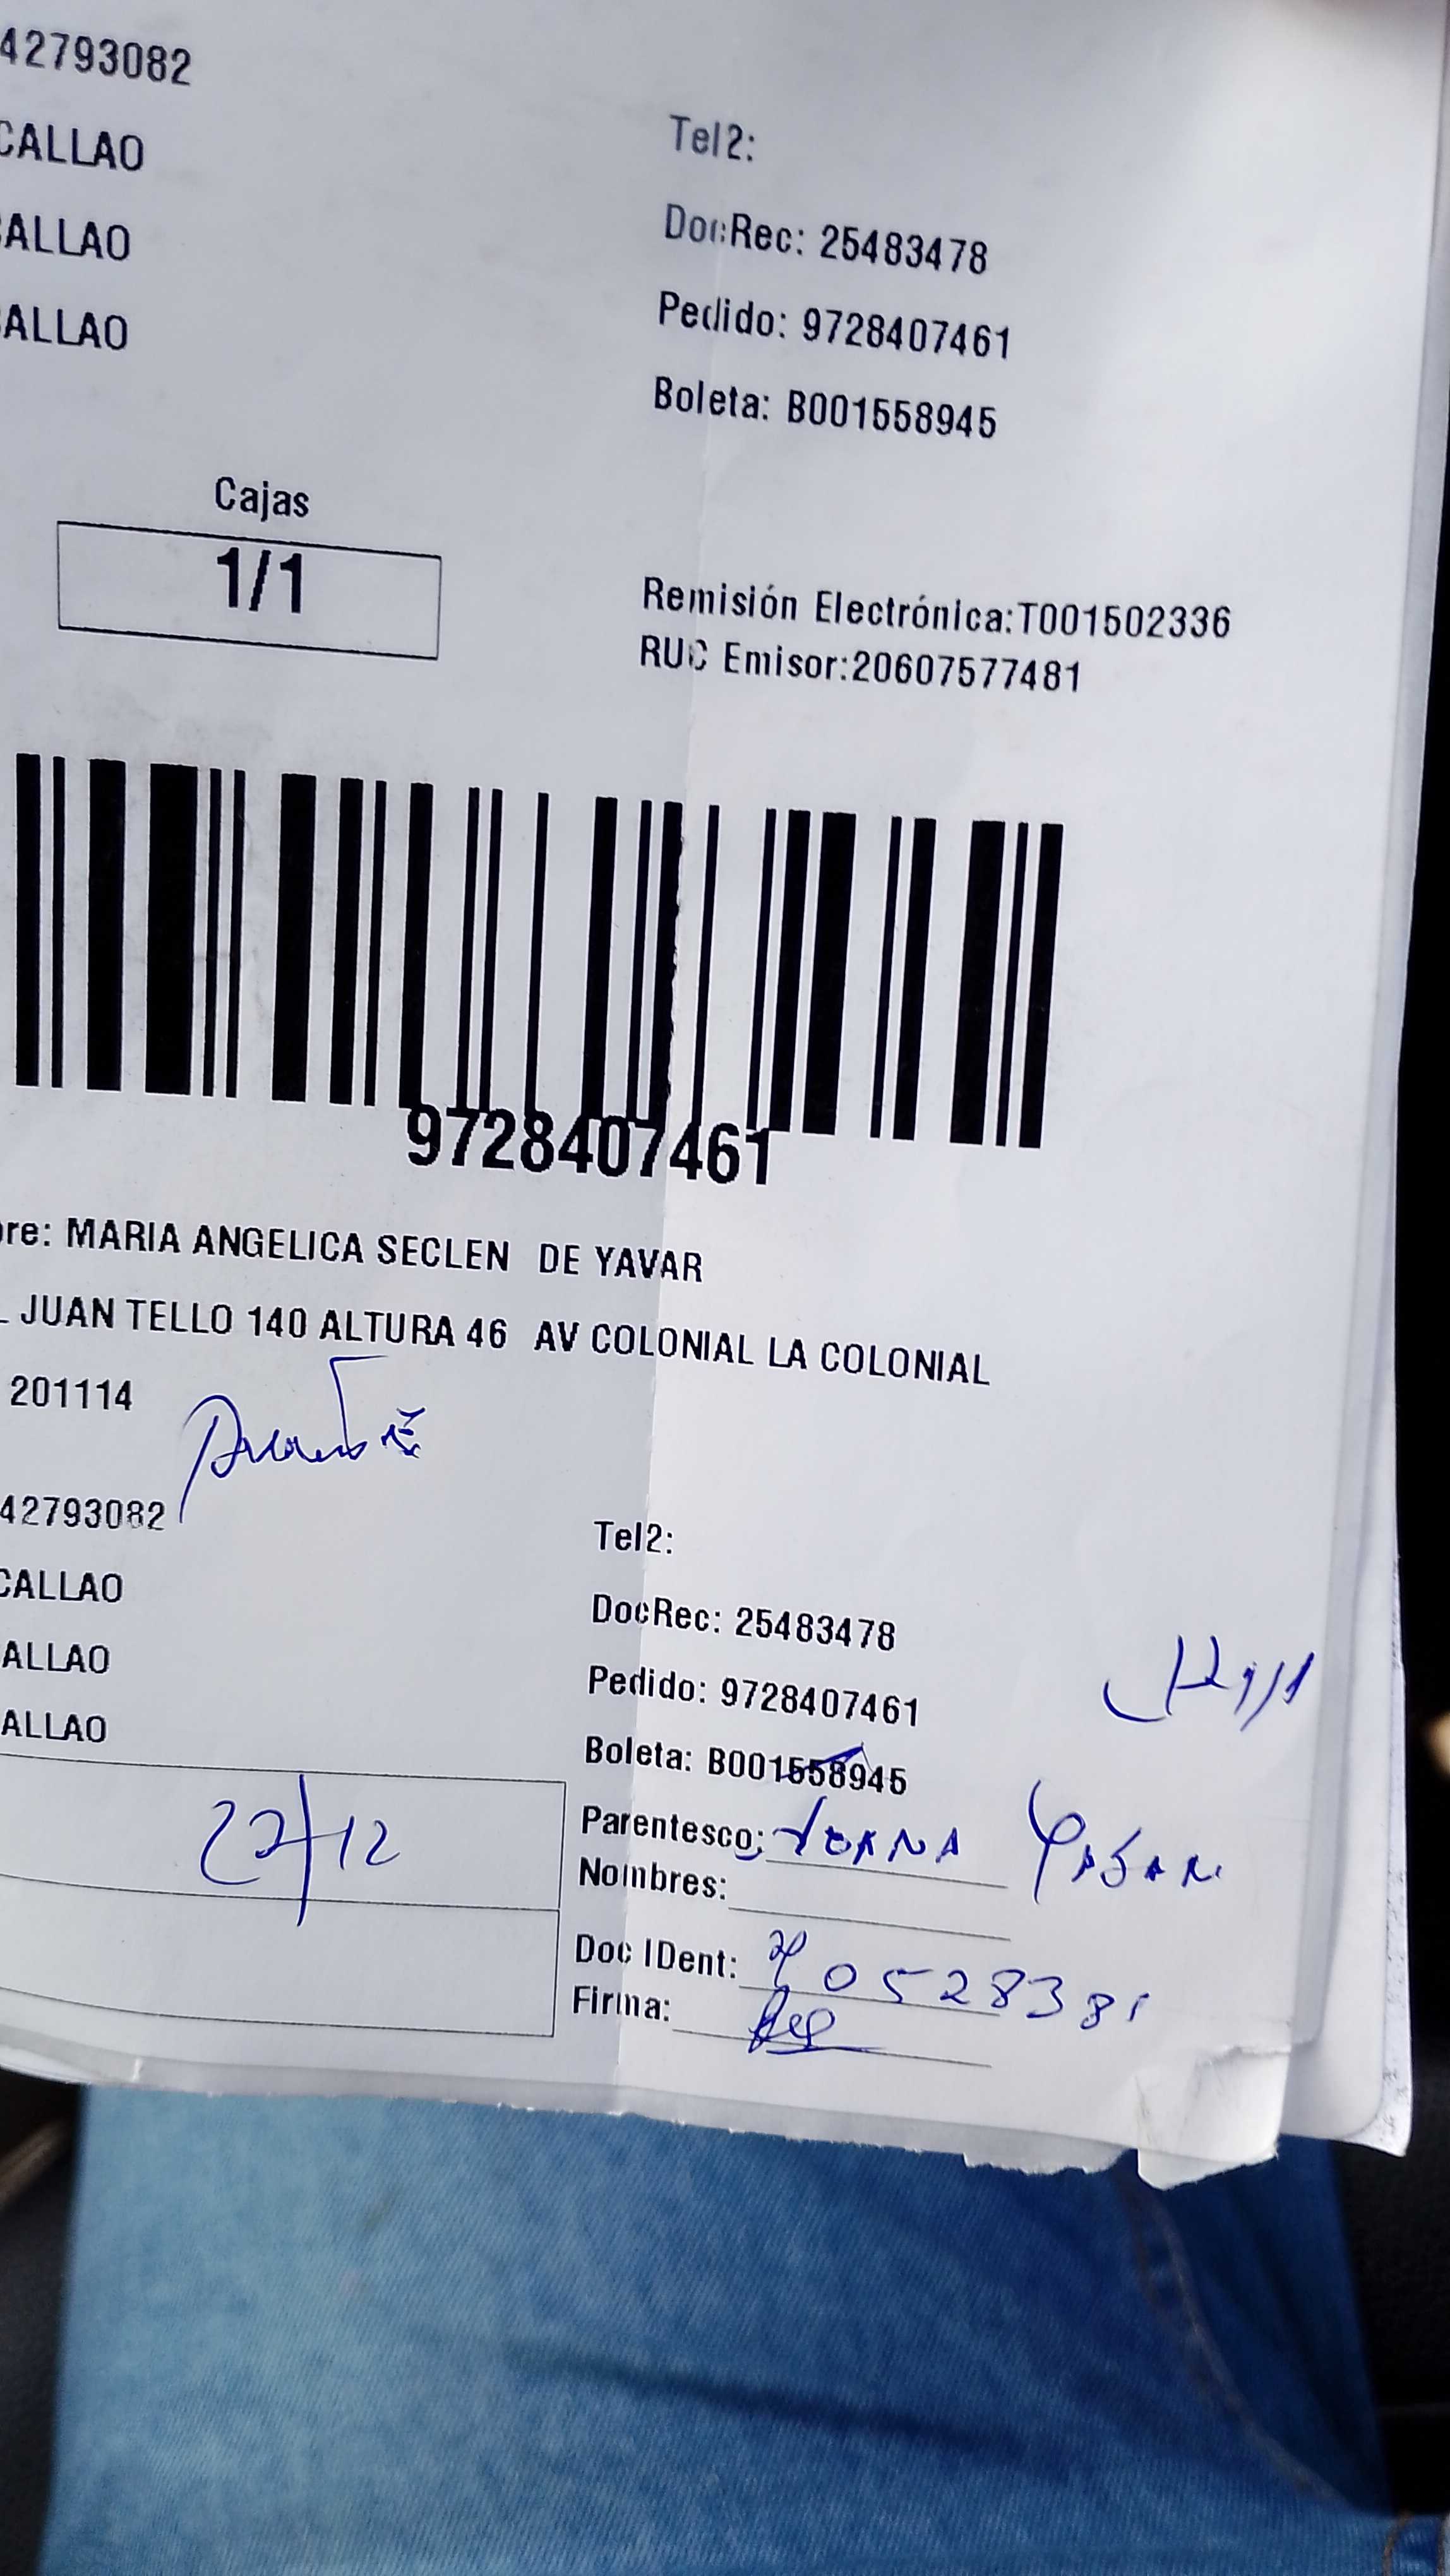 42793082
CALLAO
Tel2:
ALLAO
DocRec: 25483478
ALLAO
Pedido: 9728407461
Boleta: B001558945
Cajas
1/1
Remisión Electrónica:T001502336
RUC Emisor:20607577481
9728407461
bre: MARIA ANGELICA SECLEN DE YAVAR
JUAN TELLO 140 ALTURA 46 AV COLONIAL LA COLONIAL
201114
42793082
Tel2:
CALLAO
DocRec: 25483478
ALLAO
Pedido: 9728407461
ALLAO
Boleta: B001558945
22/12
Parentesco:
Nombres:
Doc IDent: 70528381
Firma: